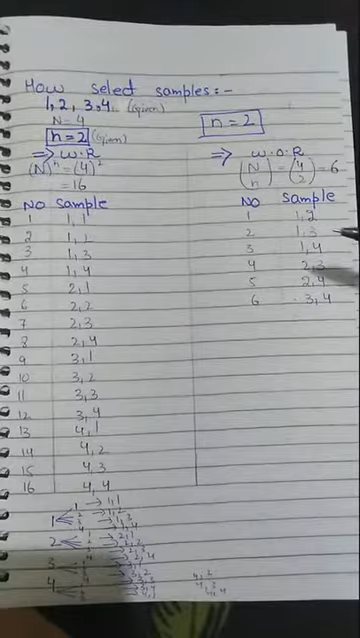 How select samples:-
1, 2, 3, 4. (Given)
N=4
n=2 (Given)
n=2
=> W.R
(N)^n = (4)^2
= 16
No Sample
1 1, 1
2 1, 2
3 1, 3
4 1, 4
5 2, 1
6 2, 2
7 2, 3
8 2, 4
9 3, 1
10 3, 2
11 3, 3
12 3, 4
13 4, 1
14 4, 2
15 4, 3
16 4, 4
=> W.O.R
(N n) = (4 2) = 6
No Sample
1 1, 2
2 1, 3
3 1, 4
4 2, 3
5 2, 4
6 3, 4
1
2
3
4